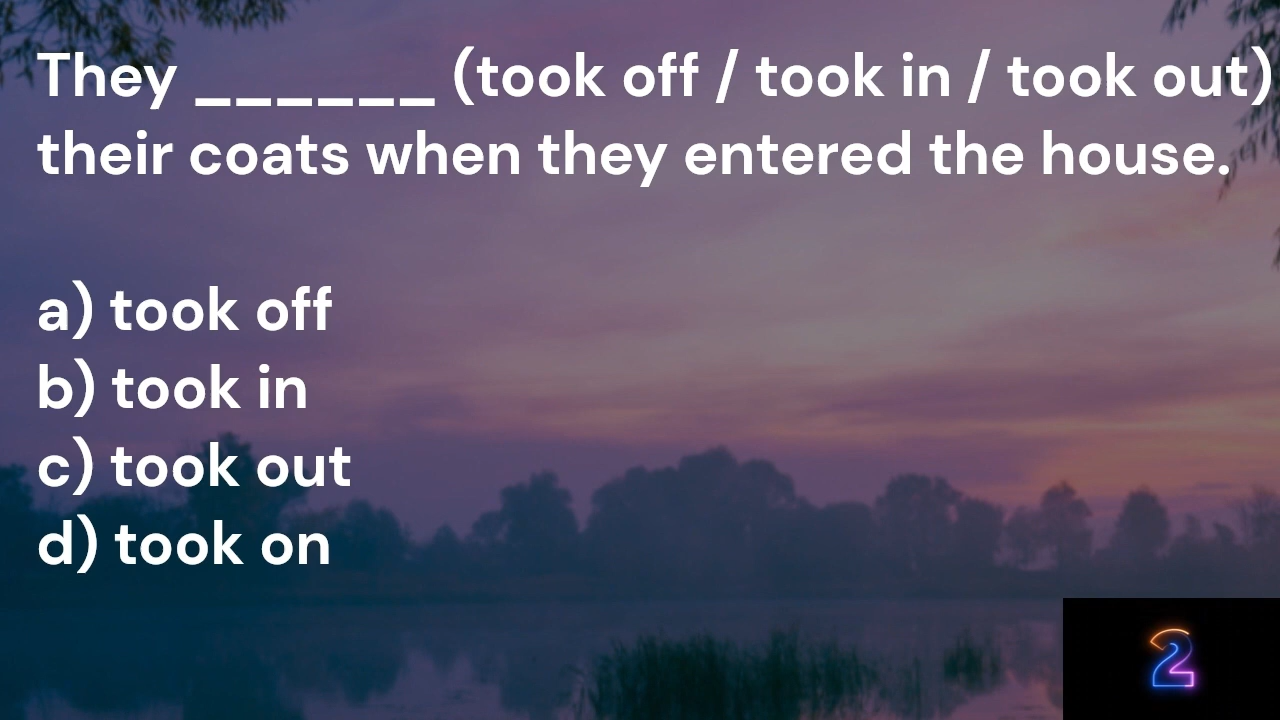 They ______ (took off / took in / took out)
their coats when they entered the house.
a) took off
b) took in
c) took out
d) took on
2